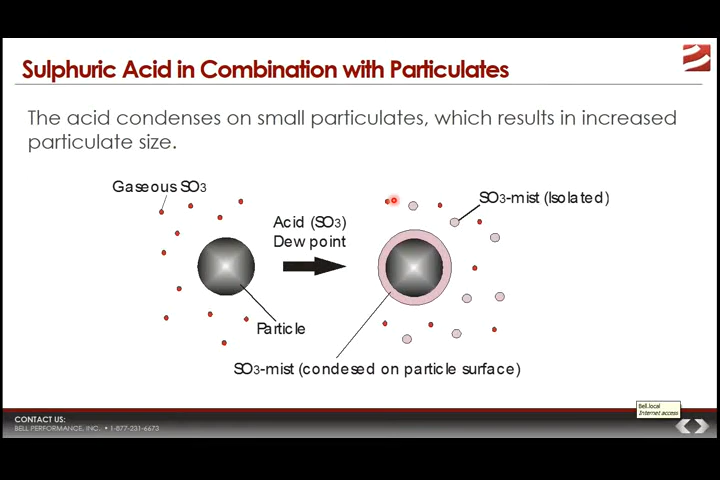 Sulphuric Acid in Combination with Particulates
The acid condenses on small particulates, which results in increased
particulate size.
Gaseous SO3
Acid (SO3)
Dew point
SO3-mist (Isolated)
Particle
SO3-mist (condesed on particle surface)
Bell.local
Internet access
CONTACT US:
BELL PERFORMANCE, INC. • 1-877-231-6673